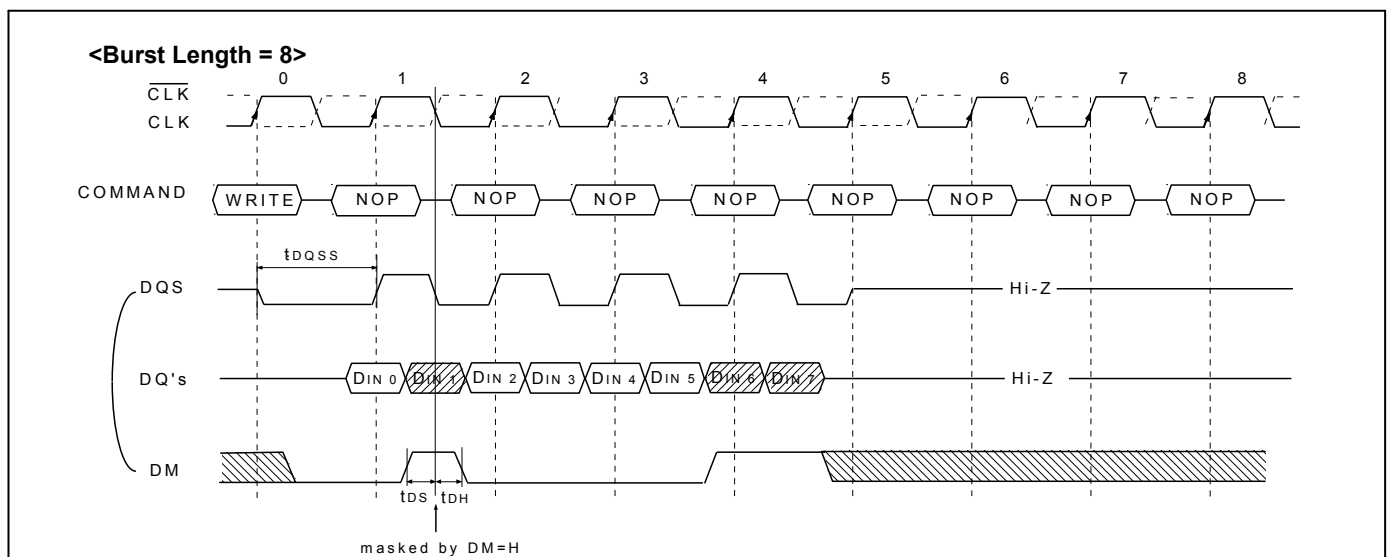 <Burst Length = 8>
0 1 2 3 4 5 6 7 8
CLK
CLK
COMMAND WRITE NOP NOP NOP NOP NOP NOP NOP NOP
tDQSS
DQS Hi-Z
DQ's DIN 0 DIN 1 DIN 2 DIN 3 DIN 4 DIN 5 DIN 6 DIN 7 Hi-Z
DM
tDS tDH
masked by DM=H